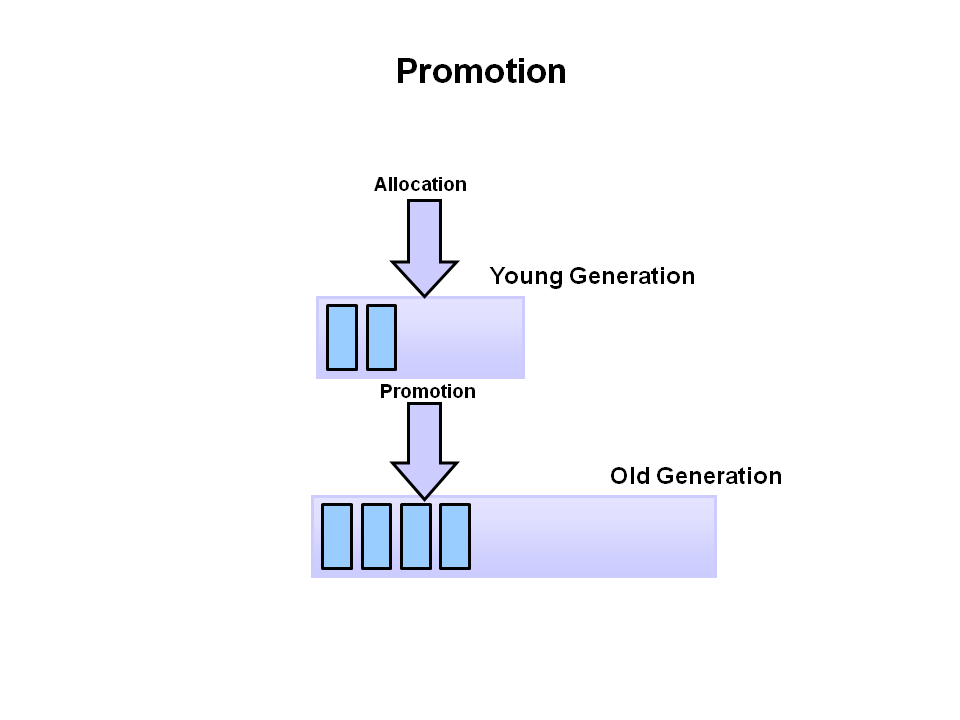 Promotion
Allocation
Young Generation
Promotion
Old Generation